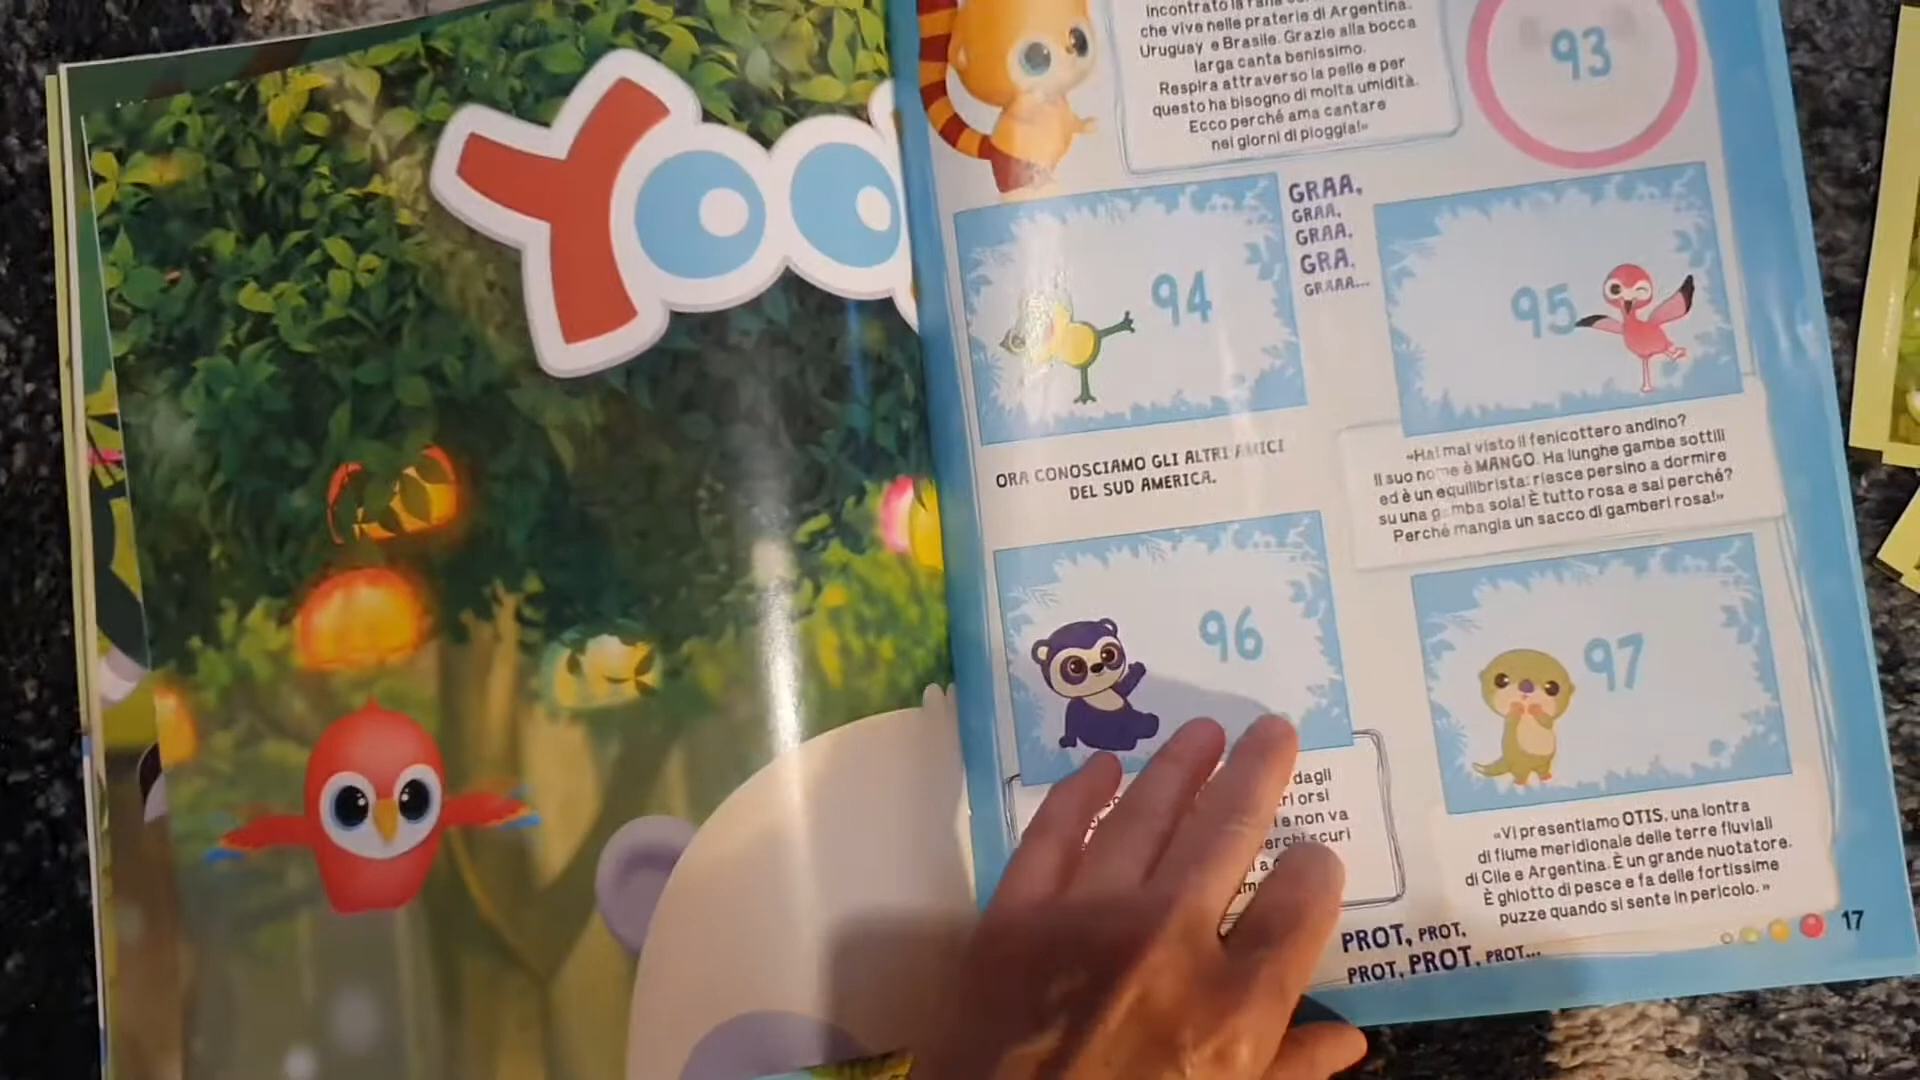 YOO
incontrato la rana
che vive nelle praterie di Argentina,
Uruguay e Brasile. Grazie alla bocca
larga canta benissimo.
Respira attraverso la pelle e per
questo ha bisogno di molta umidità.
Ecco perché ama cantare
nei giorni di pioggia!»
93
94
GRAA,
GRAA,
GRAA,
GRA,
GRAAA...
95
ORA CONOSCIAMO GLI ALTRI AMICI
DEL SUD AMERICA.
«Hai mai visto il fenicottero andino?
Il suo nome è MANGO. Ha lunghe gambe sottili
ed è un equilibrista: riesce persino a dormire
su una gamba sola! È tutto rosa e sai perché?
Perché mangia un sacco di gamberi rosa!»
96
97
dagli
orsi
e non va
scuri
a
«Vi presentiamo OTIS, una lontra
di fiume meridionale delle terre fluviali
di Cile e Argentina. È un grande nuotatore.
È ghiotto di pesce e fa delle fortissime
puzze quando si sente in pericolo.»
PROT, PROT,
PROT, PROT, PROT...
17